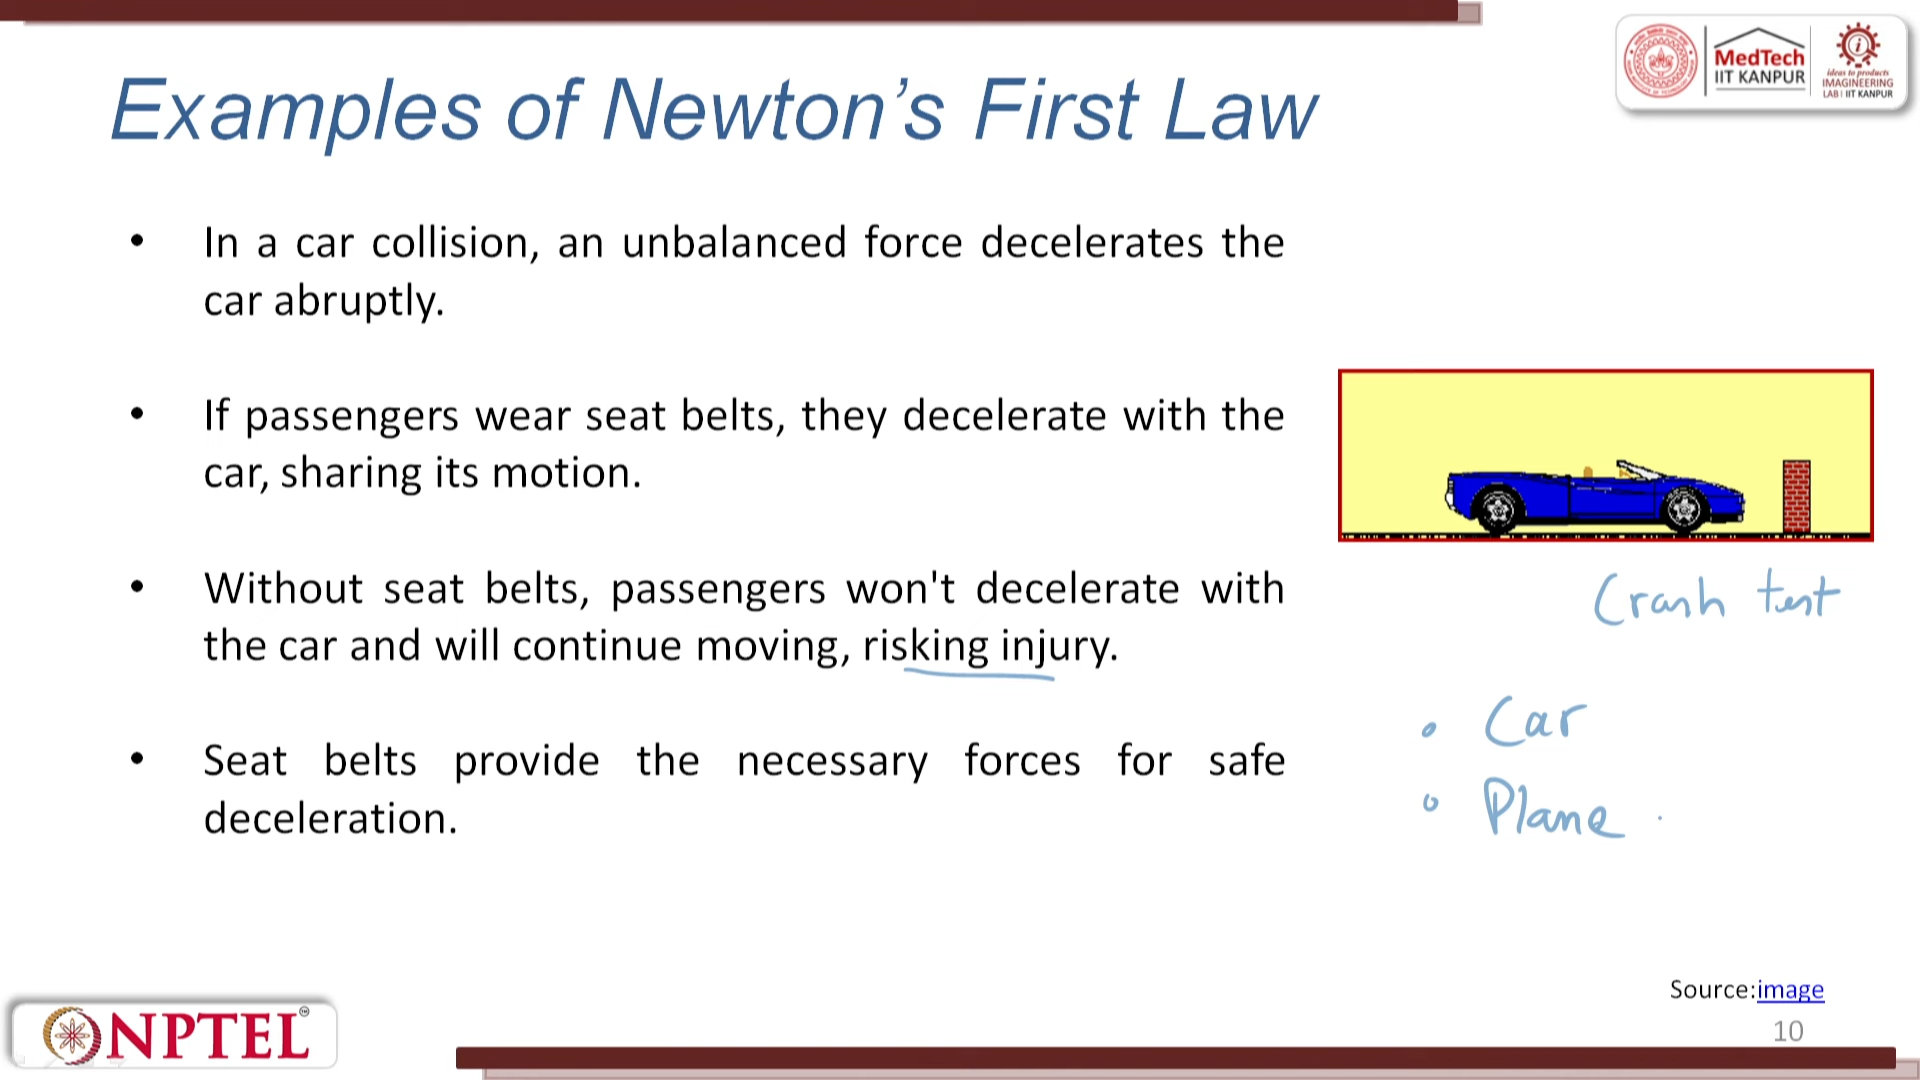 Examples of Newton’s First Law
MedTech
IIT KANPUR
ideas to products
IMAGINEERING
LAB | IIT KANPUR
• In a car collision, an unbalanced force decelerates the
car abruptly.
• If passengers wear seat belts, they decelerate with the
car, sharing its motion.
• Without seat belts, passengers won't decelerate with
the car and will continue moving, risking injury.
• Seat belts provide the necessary forces for safe
deceleration.
Crash test
• Car
• Plane
Source:image
10
NPTEL